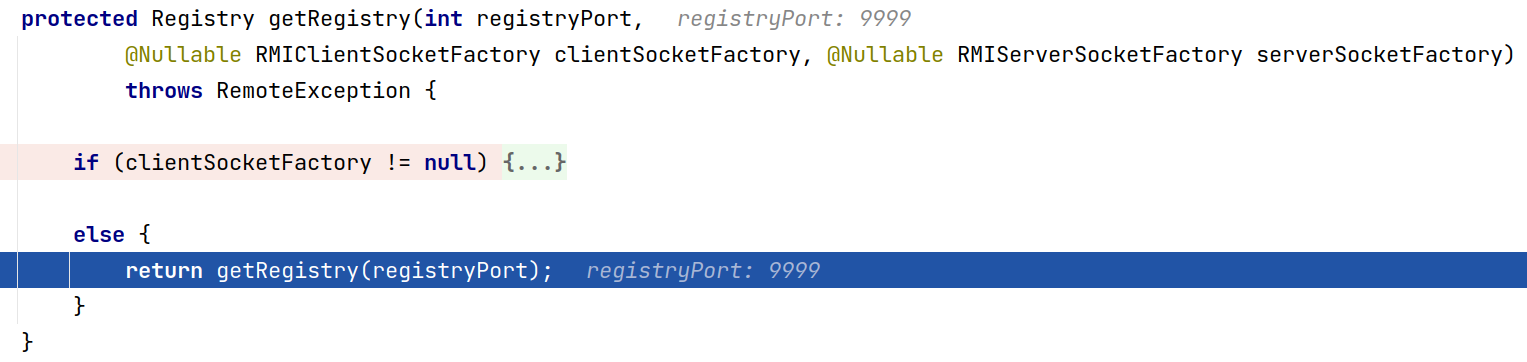 protected Registry getRegistry(int registryPort,   registryPort: 9999
        @Nullable RMIClientSocketFactory clientSocketFactory, @Nullable RMIServerSocketFactory serverSocketFactory)
        throws RemoteException {
    if (clientSocketFactory != null) {...}
    else {
        return getRegistry(registryPort);   registryPort: 9999
    }
}